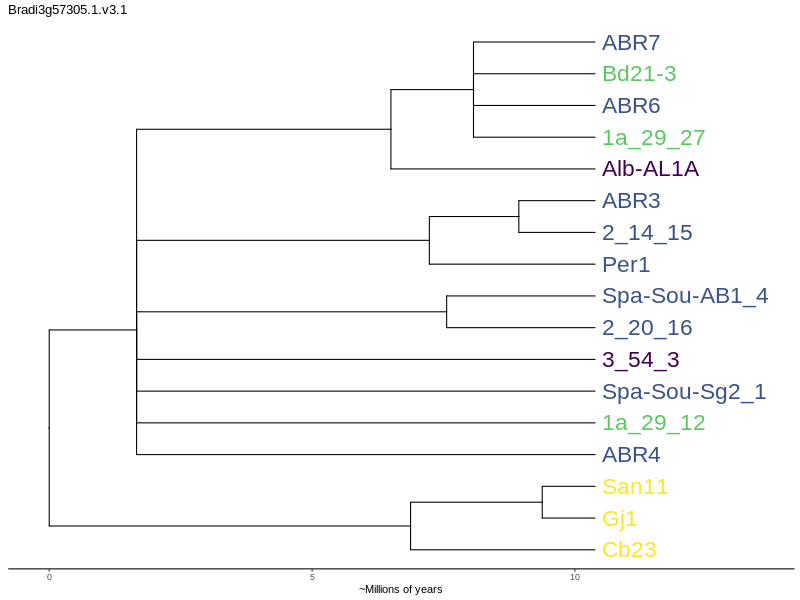 Bradi3g57305.1.v3.1
ABR7
Bd21-3
ABR6
1a_29_27
Alb-AL1A
ABR3
2_14_15
Per1
Spa-Sou-AB1_4
2_20_16
3_54_3
Spa-Sou-Sg2_1
1a_29_12
ABR4
San11
Gj1
Cb23
0 5 10
~Millions of years